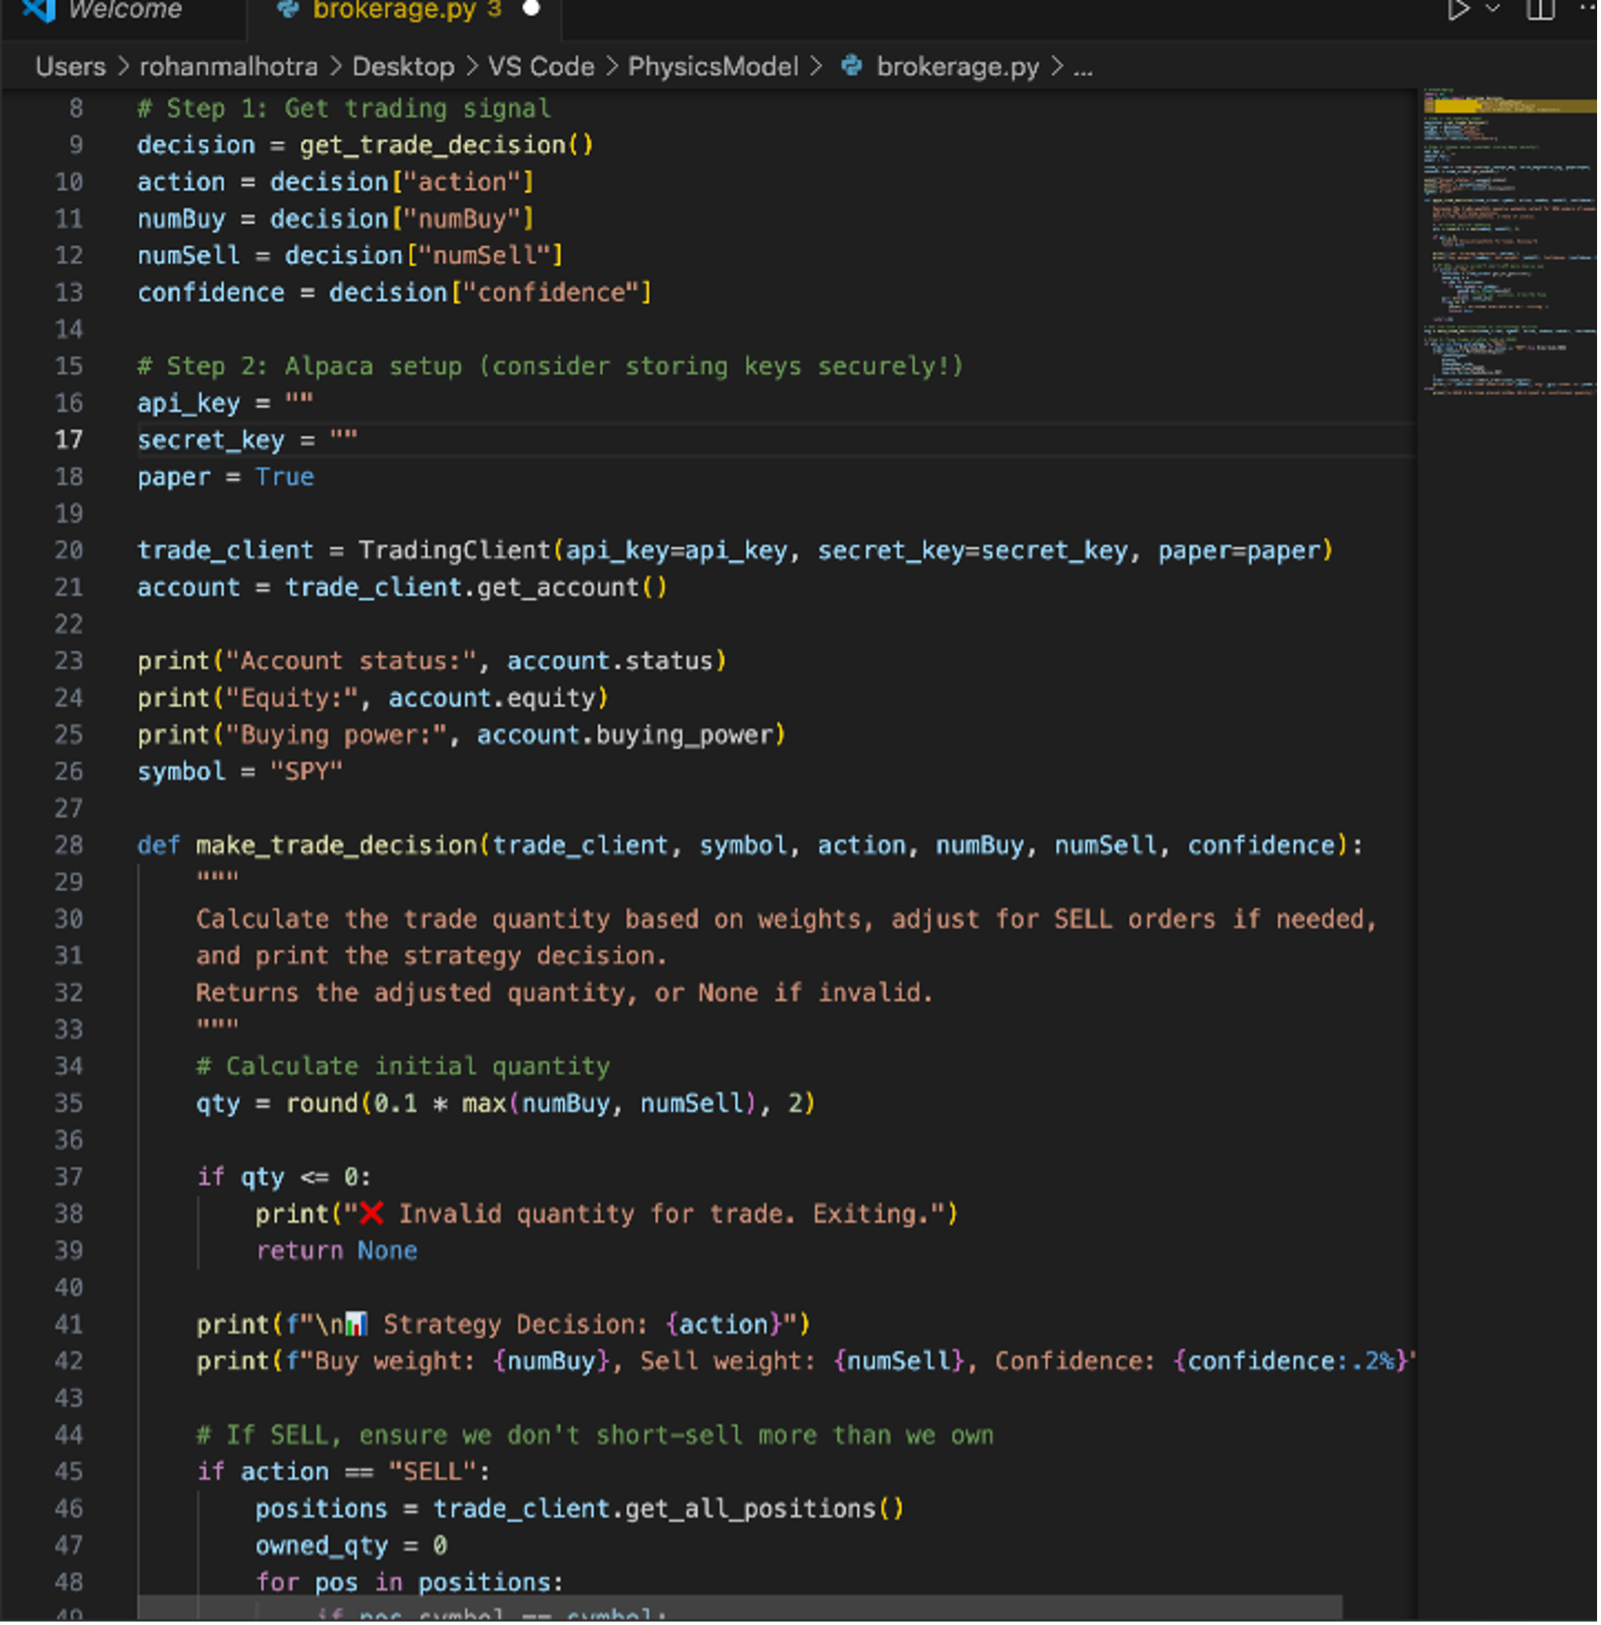 Welcome
brokerage.py 3
Users > rohanmalhotra > Desktop > VS Code > PhysicsModel > brokerage.py > ...
8 # Step 1: Get trading signal
9 decision = get_trade_decision()
10 action = decision["action"]
11 numBuy = decision["numBuy"]
12 numSell = decision["numSell"]
13 confidence = decision["confidence"]
14
15 # Step 2: Alpaca setup (consider storing keys securely!)
16 api_key = ""
17 secret_key = ""
18 paper = True
19
20 trade_client = TradingClient(api_key=api_key, secret_key=secret_key, paper=paper)
21 account = trade_client.get_account()
22
23 print("Account status:", account.status)
24 print("Equity:", account.equity)
25 print("Buying power:", account.buying_power)
26 symbol = "SPY"
27
28 def make_trade_decision(trade_client, symbol, action, numBuy, numSell, confidence):
29     """
30     Calculate the trade quantity based on weights, adjust for SELL orders if needed,
31     and print the strategy decision.
32     Returns the adjusted quantity, or None if invalid.
33     """
34     # Calculate initial quantity
35     qty = round(0.1 * max(numBuy, numSell), 2)
36
37     if qty <= 0:
38         print("❌ Invalid quantity for trade. Exiting.")
39         return None
40
41     print(f"\n📊 Strategy Decision: {action}")
42     print(f"Buy weight: {numBuy}, Sell weight: {numSell}, Confidence: {confidence:.2%}"
43
44     # If SELL, ensure we don't short-sell more than we own
45     if action == "SELL":
46         positions = trade_client.get_all_positions()
47         owned_qty = 0
48         for pos in positions:
49             if pos.symbol == symbol: